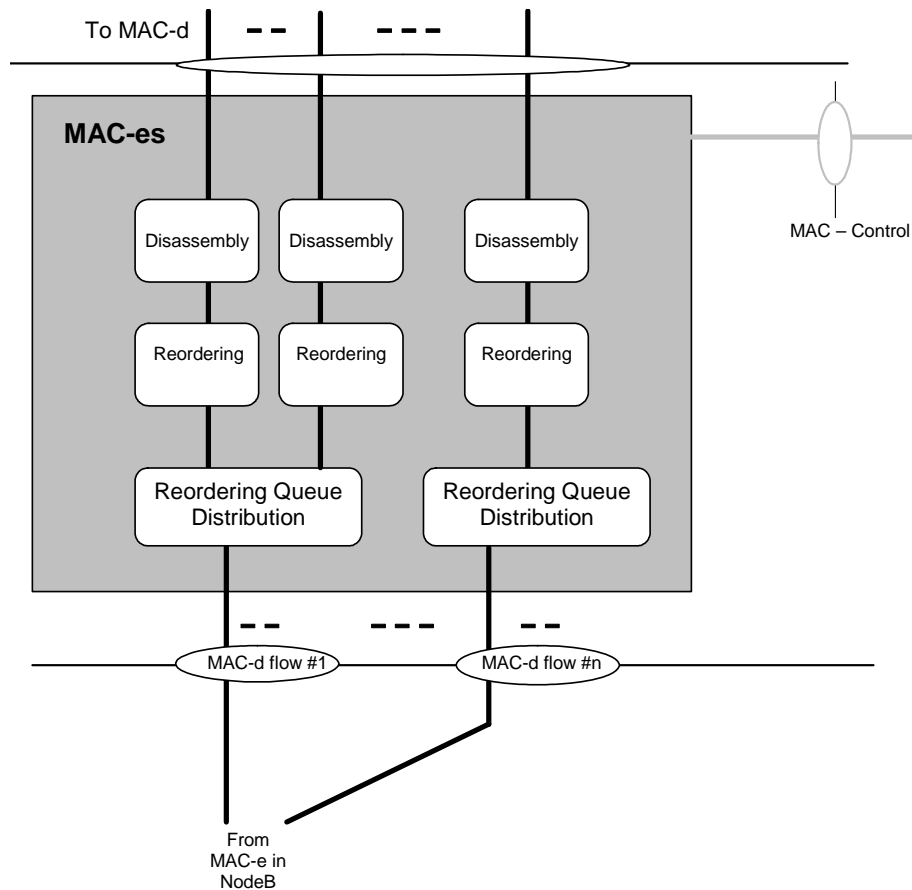 To MAC-d
MAC-es
MAC – Control
Disassembly
Disassembly
Disassembly
Reordering
Reordering
Reordering
Reordering Queue
Distribution
Reordering Queue
Distribution
MAC-d flow #1
MAC-d flow #n
From
MAC-e in
NodeB